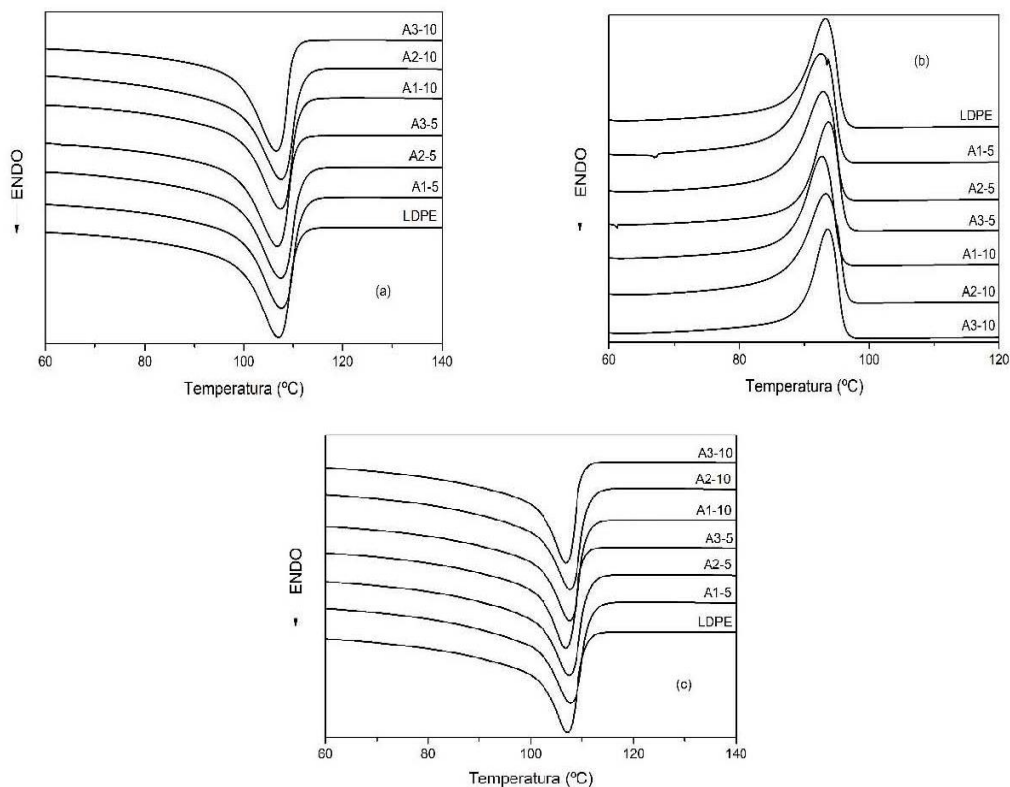 A3-10
A2-10
A1-10
A3-5
A2-5
A1-5
LDPE
ENDO
(a)
60 80 100 120 140
Temperatura (ºC)
(b)
LDPE
A1-5
A2-5
A3-5
A1-10
A2-10
A3-10
ENDO
60 80 100 120
Temperatura (ºC)
A3-10
A2-10
A1-10
A3-5
A2-5
A1-5
LDPE
ENDO
(c)
60 80 100 120 140
Temperatura (ºC)